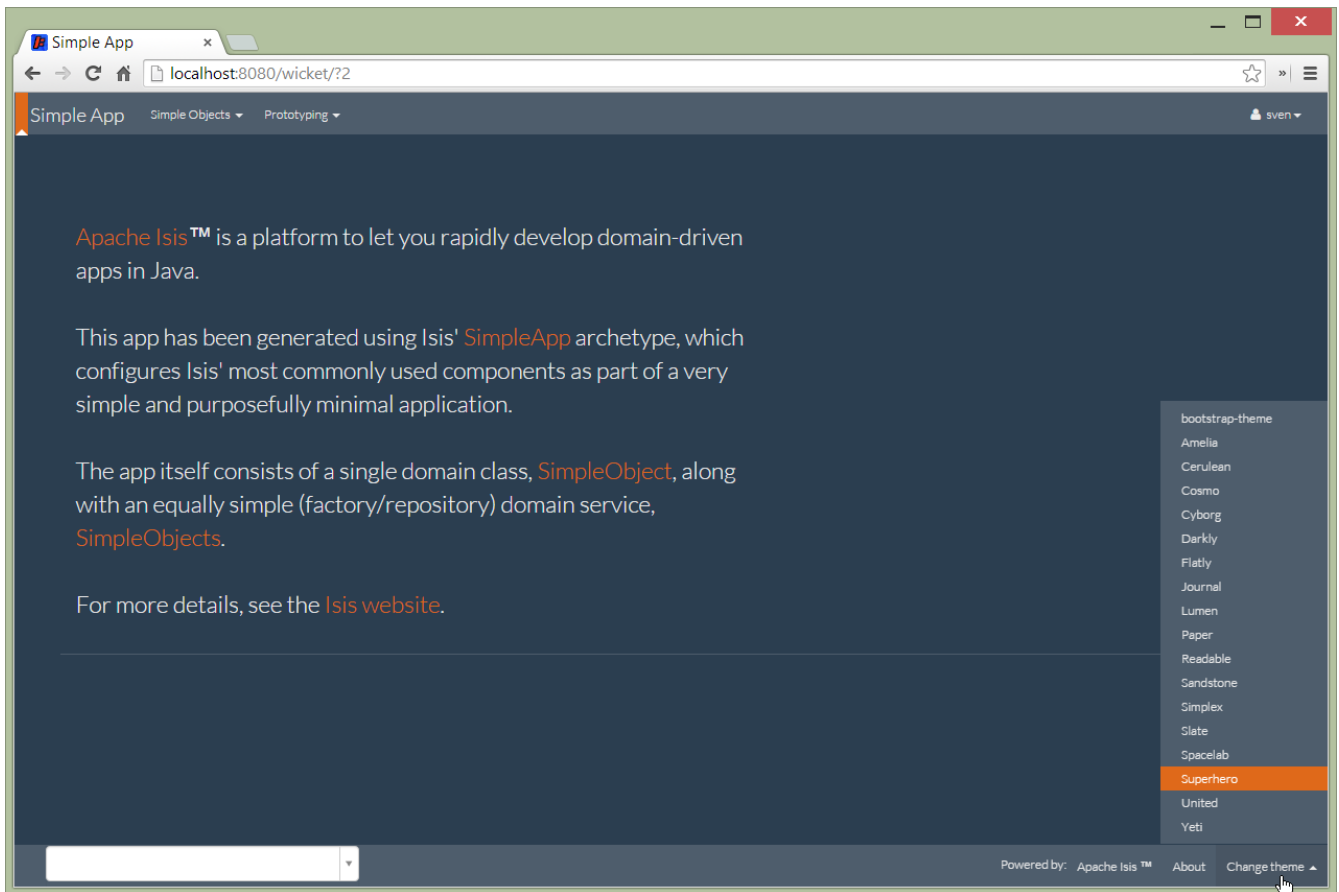 Simple App
localhost:8080/wicket/?2
Simple App Simple Objects Prototyping sven
Apache Isis™ is a platform to let you rapidly develop domain-driven
apps in Java.
This app has been generated using Isis' SimpleApp archetype, which
configures Isis' most commonly used components as part of a very
simple and purposefully minimal application.
The app itself consists of a single domain class, SimpleObject, along
with an equally simple (factory/repository) domain service,
SimpleObjects.
For more details, see the Isis website.
bootstrap-theme
Amelia
Cerulean
Cosmo
Cyborg
Darkly
Flatly
Journal
Lumen
Paper
Readable
Sandstone
Simplex
Slate
Spacelab
Superhero
United
Yeti
Powered by: Apache Isis ™ About Change theme